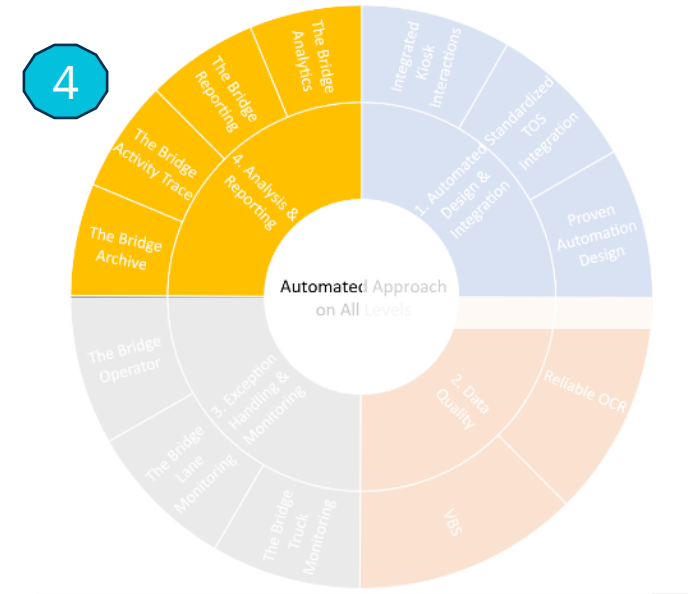 4
Integrated
Kiosk
Interactions
Standardized
TOS
Integration
Proven
Automation
Design
1. Automated
Design &
Integration
Reliable OCR
VBS
2. Data
Quality
The Bridge
Truck
Monitoring
The Bridge
Lane
Monitoring
The Bridge
Operator
3. Exception
Handling &
Monitoring
The Bridge
Archive
The Bridge
Activity Trace
The Bridge
Reporting
The Bridge
Analytics
4. Analysis &
Reporting
Automated Approach
on All Levels